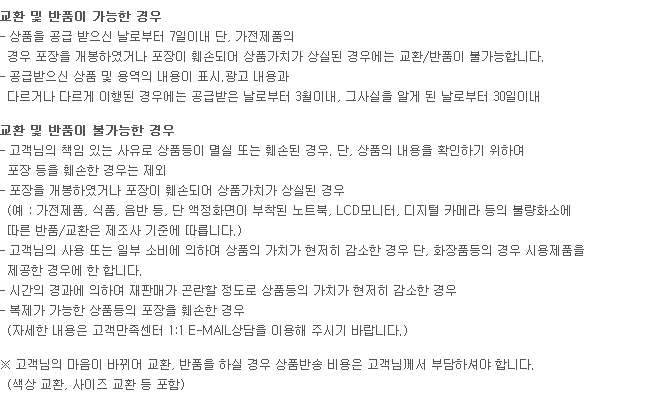 교환 및 반품이 가능한 경우
- 상품을 공급 받으신 날로부터 7일이내 단, 가전제품의
경우 포장을 개봉하였거나 포장이 훼손되어 상품가치가 상실된 경우에는 교환/반품이 불가능합니다.
- 공급받으신 상품 및 용역의 내용이 표시.광고 내용과
다르거나 다르게 이행된 경우에는 공급받은 날로부터 3월이내, 그사실을 알게 된 날로부터 30일이내
교환 및 반품이 불가능한 경우
- 고객님의 책임 있는 사유로 상품등이 멸실 또는 훼손된 경우. 단, 상품의 내용을 확인하기 위하여
포장 등을 훼손한 경우는 제외
- 포장을 개봉하였거나 포장이 훼손되어 상품가치가 상실된 경우
(예 : 가전제품, 식품, 음반 등, 단 액정화면이 부착된 노트북, LCD모니터, 디지털 카메라 등의 불량화소에
따른 반품/교환은 제조사 기준에 따릅니다.)
- 고객님의 사용 또는 일부 소비에 의하여 상품의 가치가 현저히 감소한 경우 단, 화장품등의 경우 시용제품을
제공한 경우에 한 합니다.
- 시간의 경과에 의하여 재판매가 곤란할 정도로 상품등의 가치가 현저히 감소한 경우
- 복제가 가능한 상품등의 포장을 훼손한 경우
(자세한 내용은 고객만족센터 1:1 E-MAIL상담을 이용해 주시기 바랍니다.)
※ 고객님의 마음이 바뀌어 교환, 반품을 하실 경우 상품반송 비용은 고객님께서 부담하셔야 합니다.
(색상 교환, 사이즈 교환 등 포함)